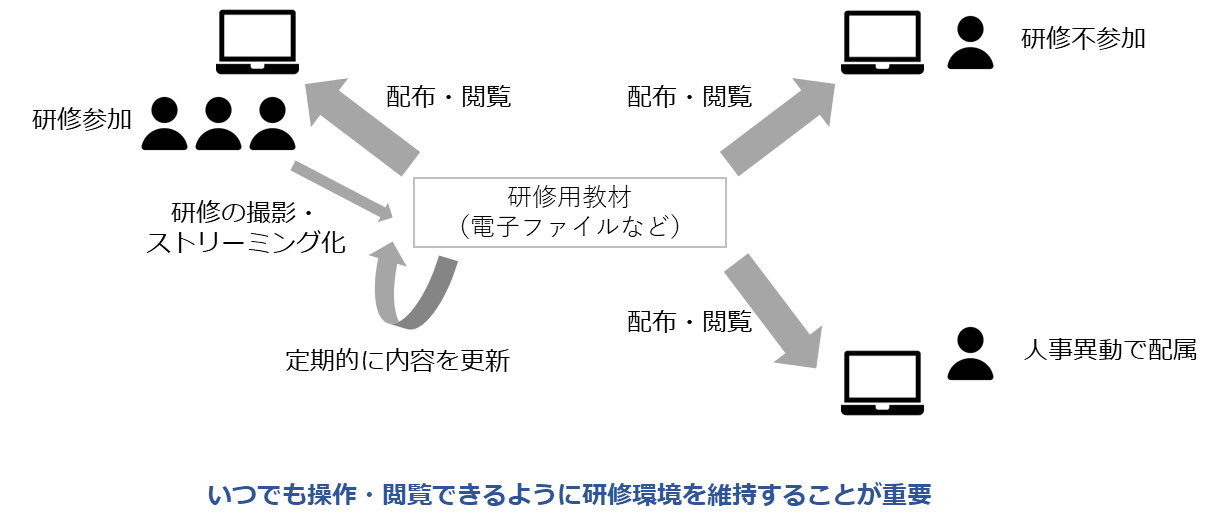 研修参加
配布・閲覧
配布・閲覧
研修不参加
研修用教材
（電子ファイルなど）
研修の撮影・
ストリーミング化
定期的に内容を更新
配布・閲覧
人事異動で配属
いつでも操作・閲覧できるように研修環境を維持することが重要